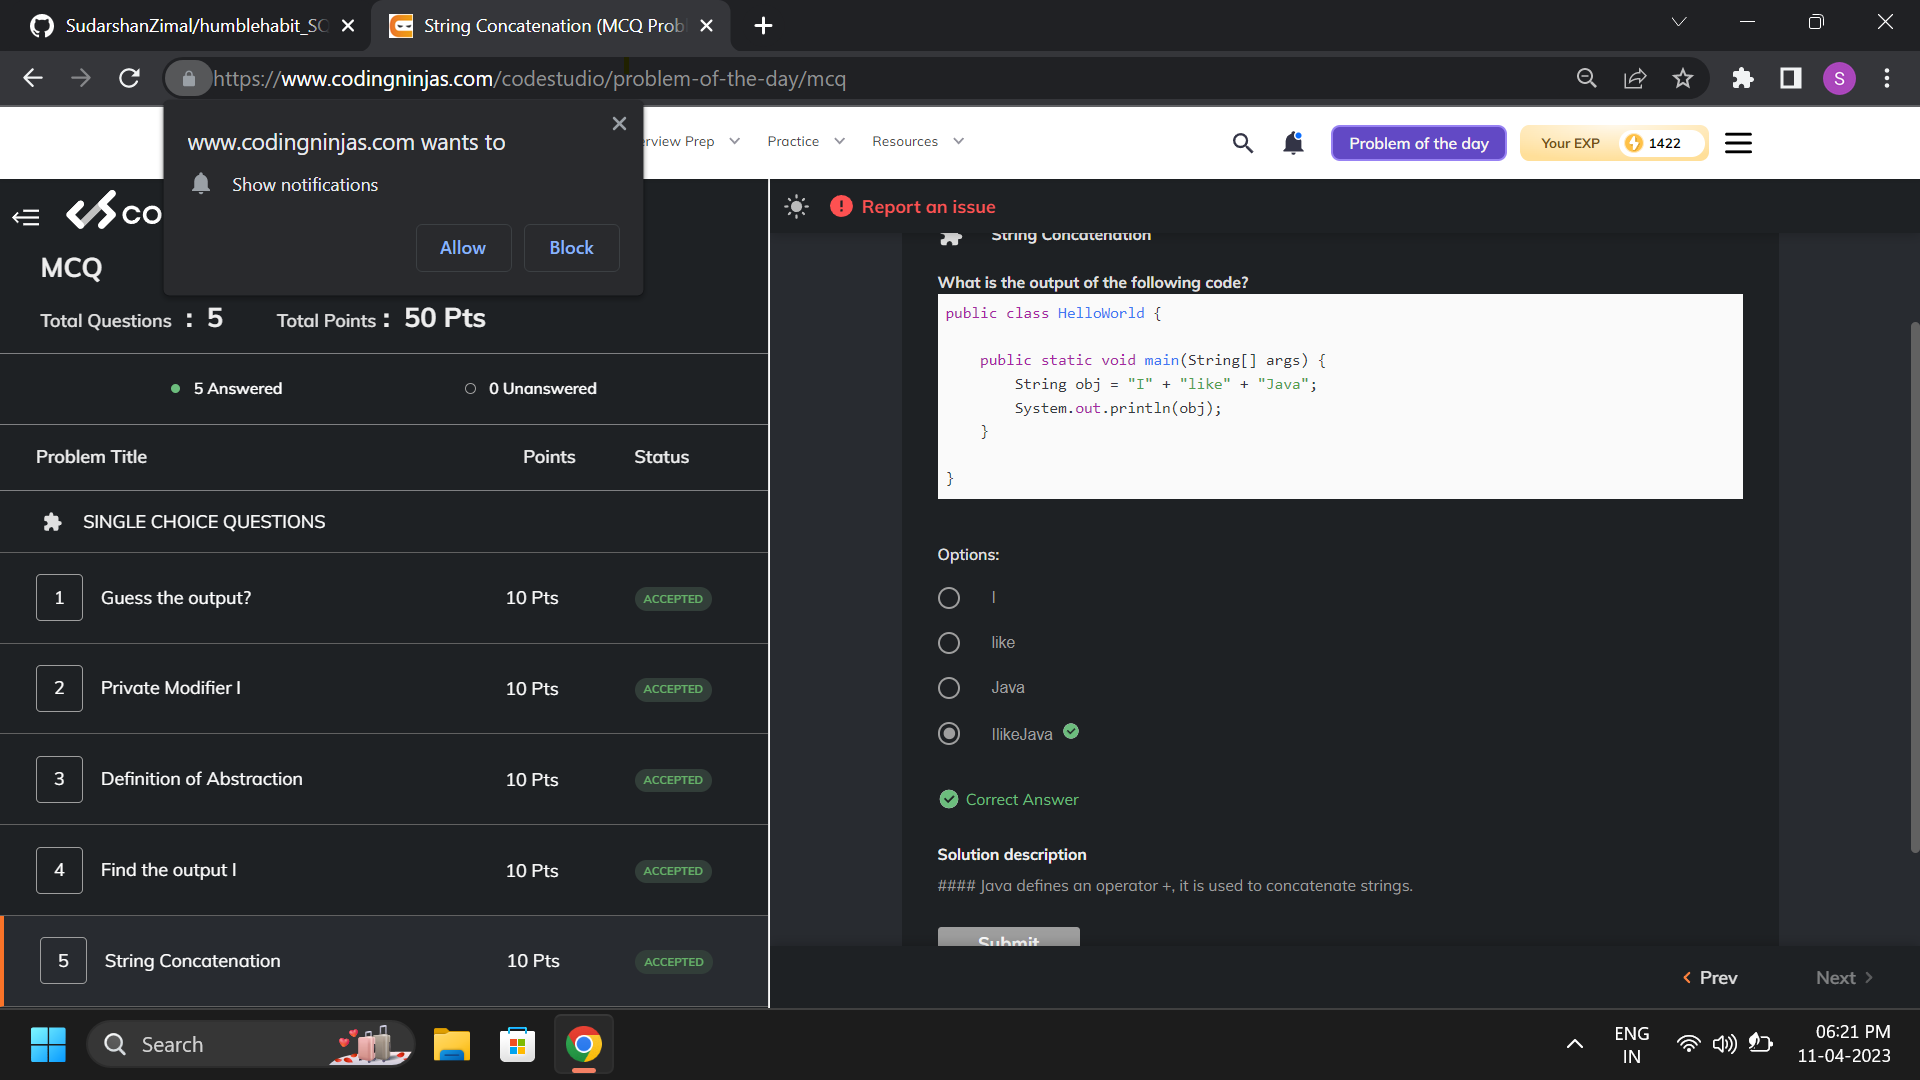 SudarshanZimal/humblehabit_SQ
String Concatenation (MCQ Prob
https://www.codingninjas.com/codestudio/problem-of-the-day/mcq
S
www.codingninjas.com wants to
Show notifications
Allow
Block
erview Prep
Practice
Resources
Problem of the day
Your EXP
1422
CO
MCQ
Total Questions : 5
Total Points : 50 Pts
5 Answered
0 Unanswered
Problem Title
Points
Status
SINGLE CHOICE QUESTIONS
1 Guess the output? 10 Pts ACCEPTED
2 Private Modifier I 10 Pts ACCEPTED
3 Definition of Abstraction 10 Pts ACCEPTED
4 Find the output I 10 Pts ACCEPTED
5 String Concatenation 10 Pts ACCEPTED
Report an issue
String Concatenation
What is the output of the following code?
public class HelloWorld {
public static void main(String[] args) {
String obj = "I" + "like" + "Java";
System.out.println(obj);
}
}
Options:
I
like
Java
IlikeJava
Correct Answer
Solution description
#### Java defines an operator +, it is used to concatenate strings.
Submit
Prev
Next
Search
ENG
IN
06:21 PM
11-04-2023